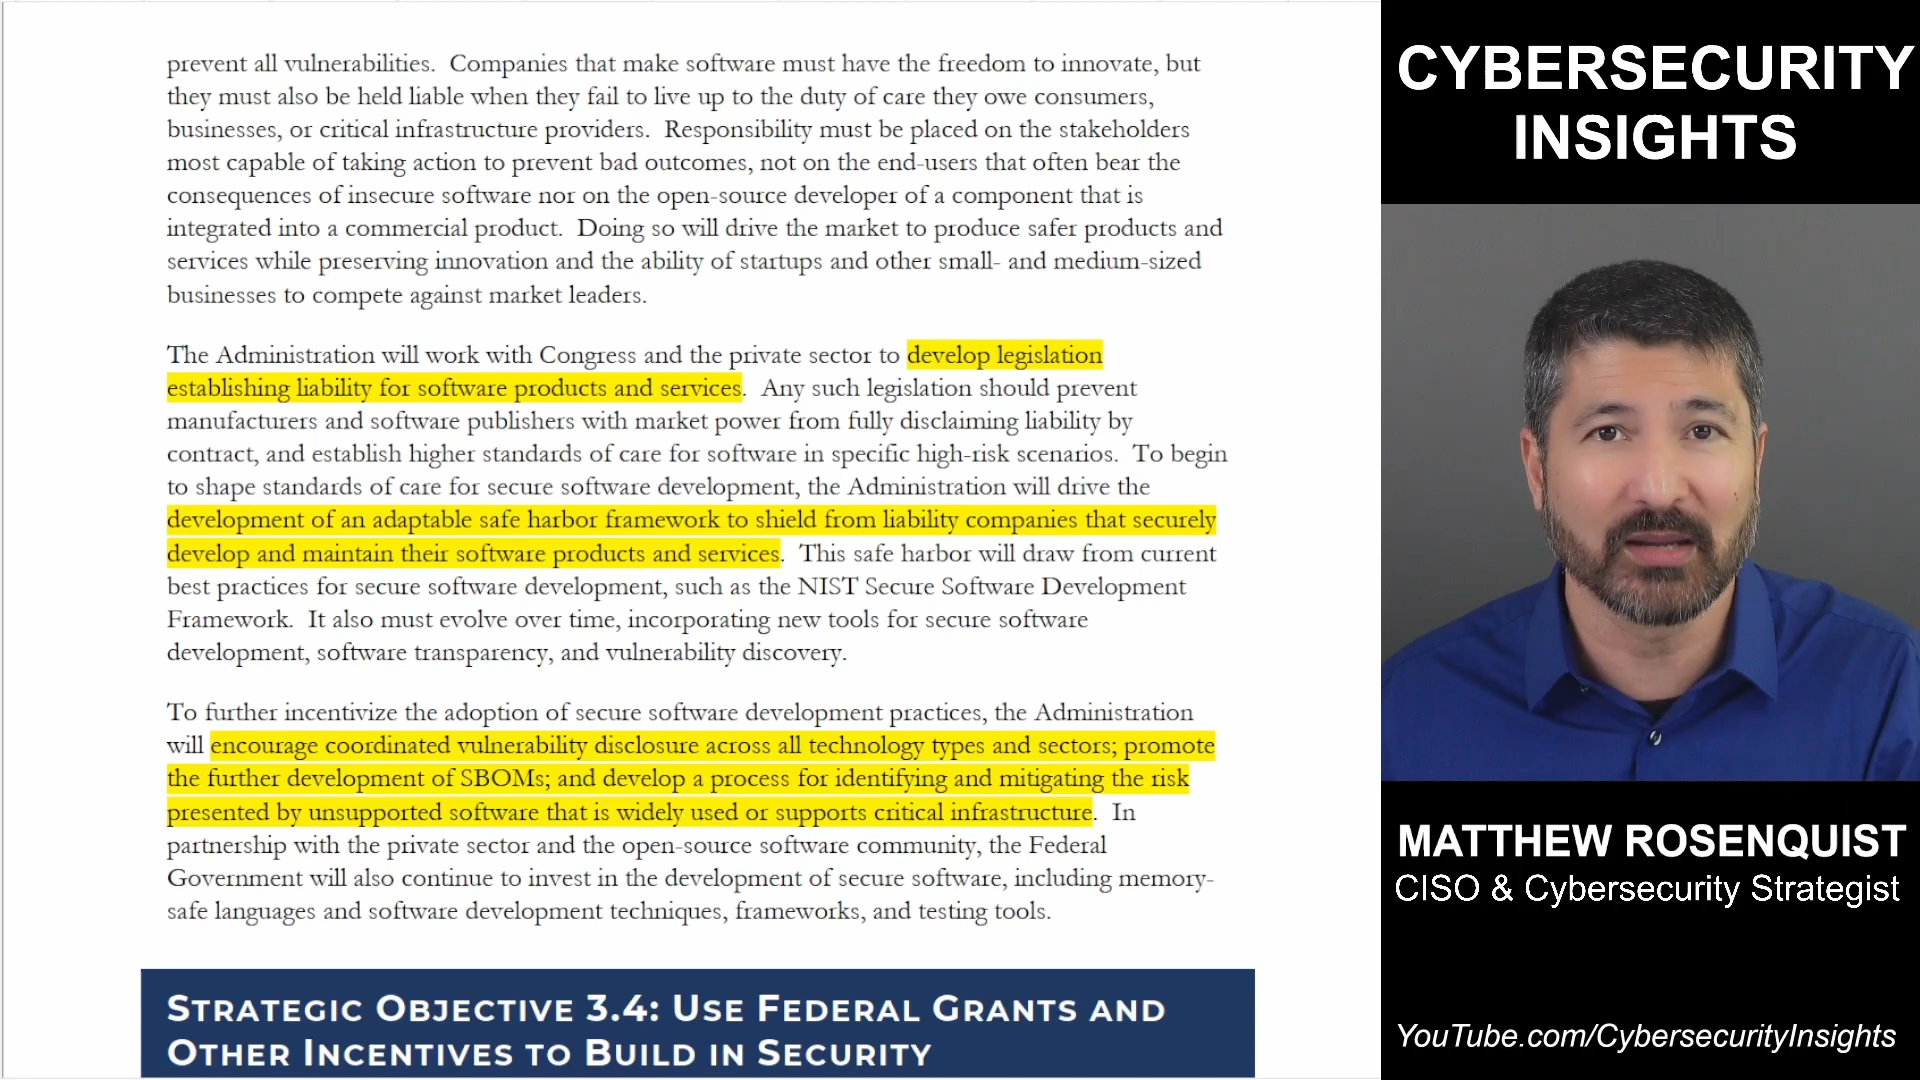 prevent all vulnerabilities.  Companies that make software must have the freedom to innovate, but
they must also be held liable when they fail to live up to the duty of care they owe consumers,
businesses, or critical infrastructure providers.  Responsibility must be placed on the stakeholders
most capable of taking action to prevent bad outcomes, not on the end-users that often bear the
consequences of insecure software nor on the open-source developer of a component that is
integrated into a commercial product.  Doing so will drive the market to produce safer products and
services while preserving innovation and the ability of startups and other small- and medium-sized
businesses to compete against market leaders.
The Administration will work with Congress and the private sector to develop legislation
establishing liability for software products and services.  Any such legislation should prevent
manufacturers and software publishers with market power from fully disclaiming liability by
contract, and establish higher standards of care for software in specific high-risk scenarios.  To begin
to shape standards of care for secure software development, the Administration will drive the
development of an adaptable safe harbor framework to shield from liability companies that securely
develop and maintain their software products and services.  This safe harbor will draw from current
best practices for secure software development, such as the NIST Secure Software Development
Framework.  It also must evolve over time, incorporating new tools for secure software
development, software transparency, and vulnerability discovery.
To further incentivize the adoption of secure software development practices, the Administration
will encourage coordinated vulnerability disclosure across all technology types and sectors; promote
the further development of SBOMs; and develop a process for identifying and mitigating the risk
presented by unsupported software that is widely used or supports critical infrastructure.  In
partnership with the private sector and the open-source software community, the Federal
Government will also continue to invest in the development of secure software, including memory-
safe languages and software development techniques, frameworks, and testing tools.
STRATEGIC OBJECTIVE 3.4: USE FEDERAL GRANTS AND
OTHER INCENTIVES TO BUILD IN SECURITY
CYBERSECURITY
INSIGHTS
MATTHEW ROSENQUIST
CISO & Cybersecurity Strategist
YouTube.com/CybersecurityInsights